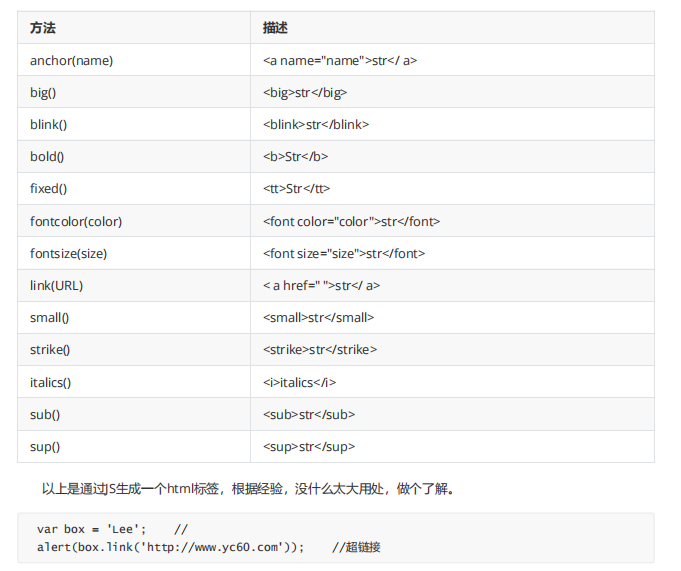 方法 描述
anchor(name) <a name="name">str</ a>
big() <big>str</big>
blink() <blink>str</blink>
bold() <b>Str</b>
fixed() <tt>Str</tt>
fontcolor(color) <font color="color">str</font>
fontsize(size) <font size="size">str</font>
link(URL) < a href=" ">str</ a>
small() <small>str</small>
strike() <strike>str</strike>
italics() <i>italics</i>
sub() <sub>str</sub>
sup() <sup>str</sup>
以上是通过JS生成一个html标签，根据经验，没什么太大用处，做个了解。
var box = 'Lee';    //
alert(box.link('http://www.yc60.com'));    //超链接